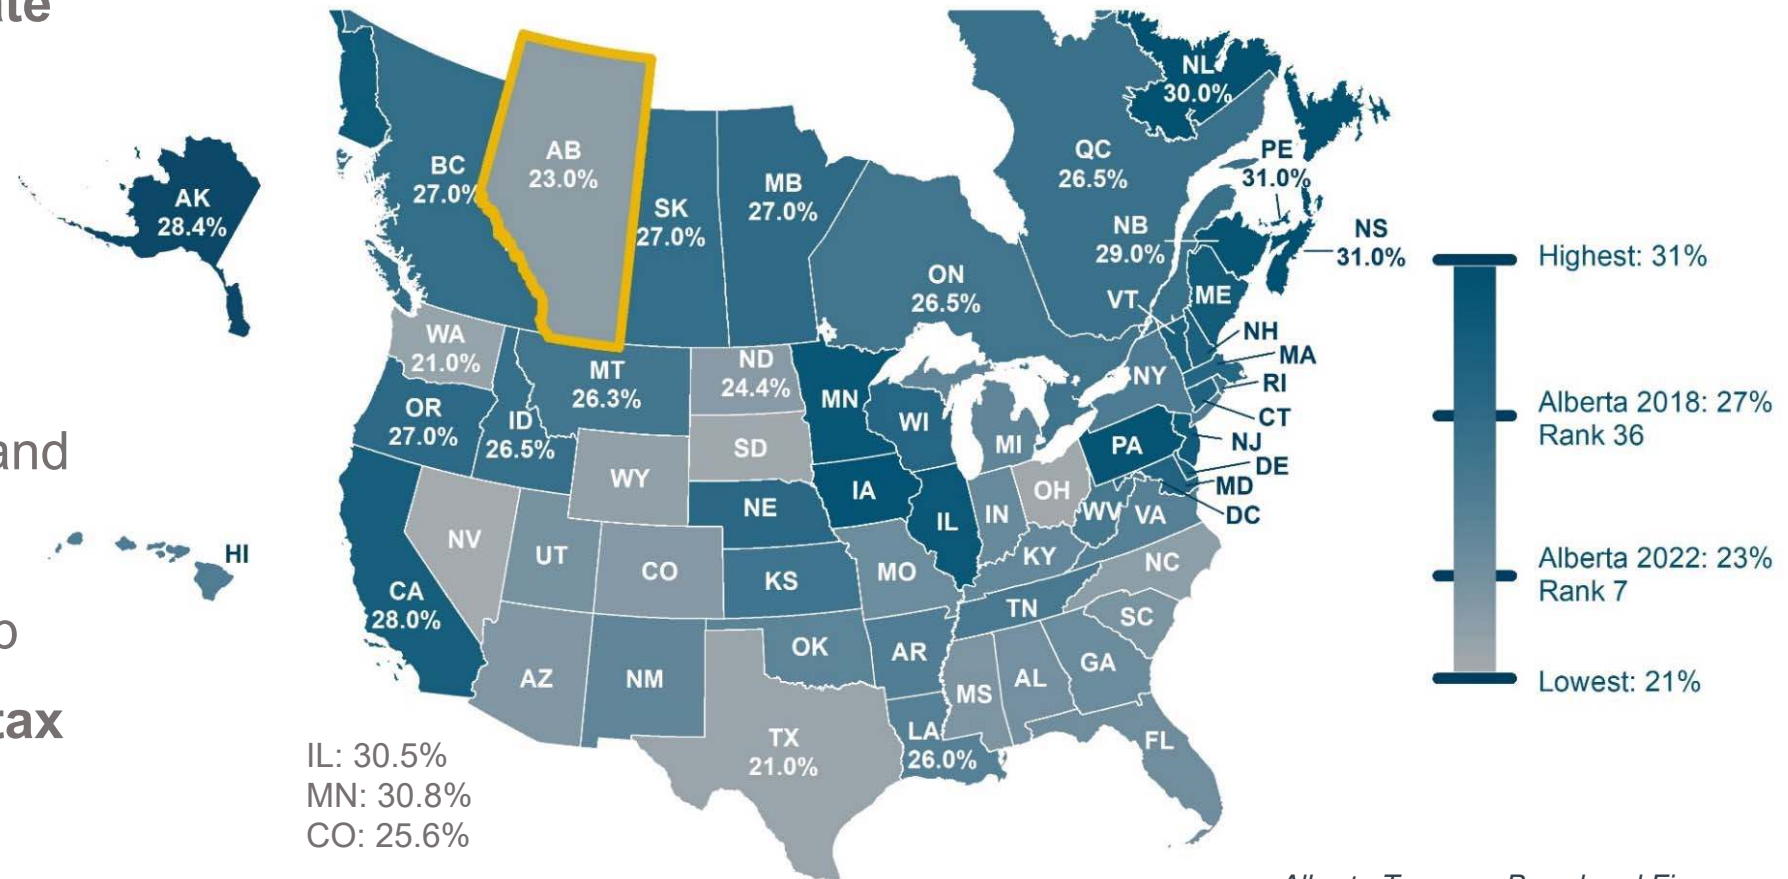 and
tax
AK
28.4%
HI
BC
27.0%
AB
23.0%
SK
27.0%
MB
27.0%
ON
26.5%
QC
26.5%
NL
30.0%
PE
31.0%
NB
29.0%
NS
31.0%
WA
21.0%
OR
27.0%
ID
26.5%
MT
26.3%
ND
24.4%
SD
WY
NE
MN
WI
IA
IL
MI
IN
OH
PA
NY
VT
ME
NH
MA
RI
CT
NJ
DE
MD
DC
WV
VA
KY
NC
TN
SC
GA
AL
MS
FL
LA
26.0%
AR
MO
KS
OK
TX
21.0%
NM
AZ
CO
UT
NV
CA
28.0%
IL: 30.5%
MN: 30.8%
CO: 25.6%
Highest: 31%
Alberta 2018: 27%
Rank 36
Alberta 2022: 23%
Rank 7
Lowest: 21%